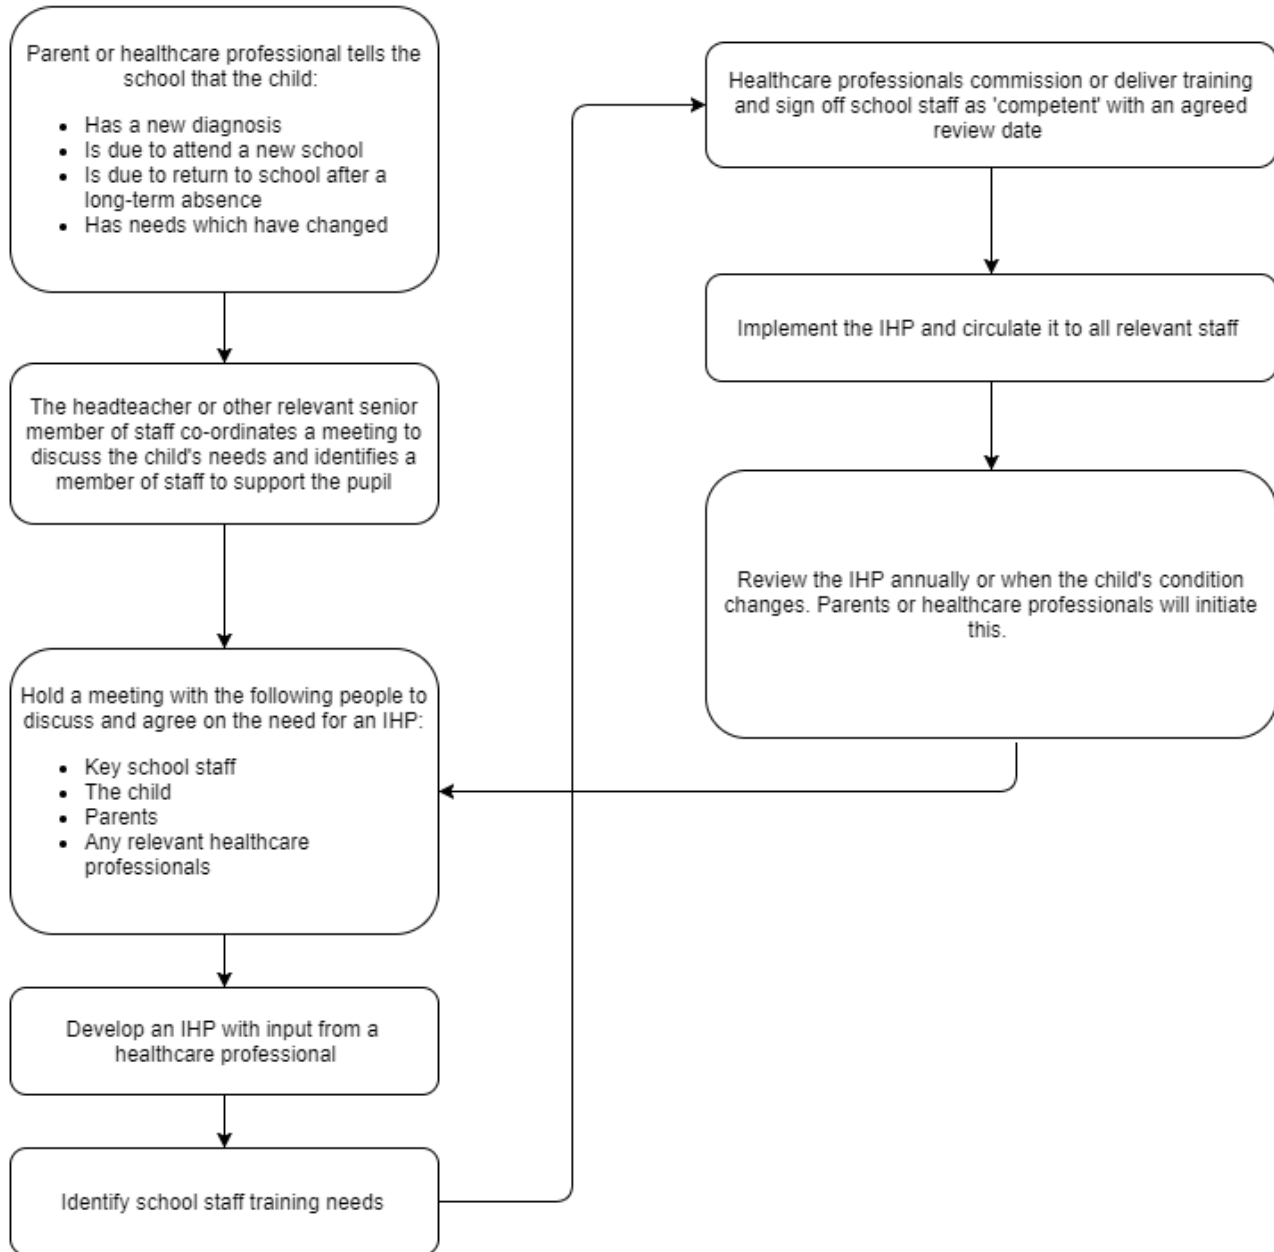 Parent or healthcare professional tells the
school that the child:
• Has a new diagnosis
• Is due to attend a new school
• Is due to return to school after a
long-term absence
• Has needs which have changed
The headteacher or other relevant senior
member of staff co-ordinates a meeting to
discuss the child's needs and identifies a
member of staff to support the pupil
Hold a meeting with the following people to
discuss and agree on the need for an IHP:
• Key school staff
• The child
• Parents
• Any relevant healthcare
professionals
Develop an IHP with input from a
healthcare professional
Identify school staff training needs
Healthcare professionals commission or deliver training
and sign off school staff as 'competent' with an agreed
review date
Implement the IHP and circulate it to all relevant staff
Review the IHP annually or when the child's condition
changes. Parents or healthcare professionals will initiate
this.